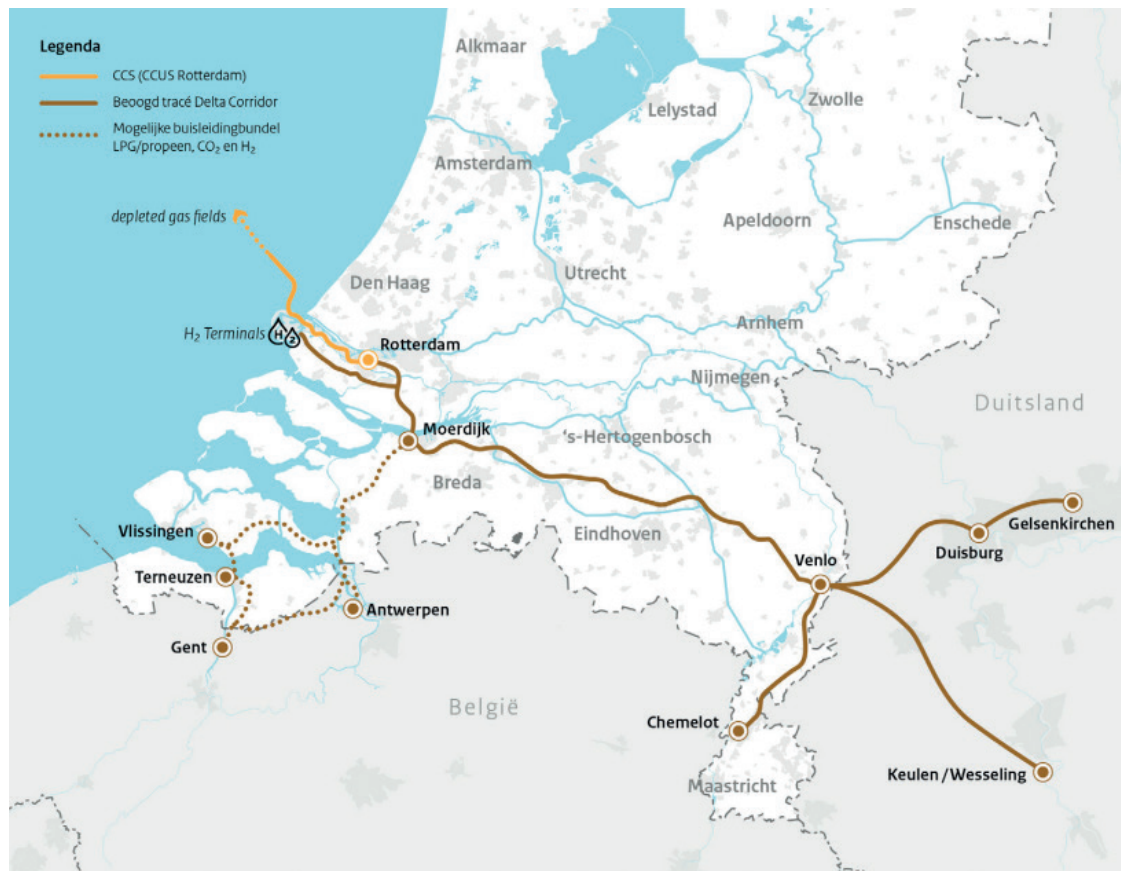 Legenda
CCS (CCUS Rotterdam)
Beoogd tracé Delta Corridor
Mogelijke buisleidingbundel
LPG/propeen, CO₂ en H₂
Alkmaar
Zwolle
Lelystad
Amsterdam
depleted gas fields
Apeldoorn
Enschede
Den Haag
Utrecht
H₂ Terminals
H
2
Arnhem
Rotterdam
Nijmegen
Duitsland
Moerdijk
's-Hertogenbosch
Breda
Gelsenkirchen
Vlissingen
Eindhoven
Duisburg
Venlo
Terneuzen
Antwerpen
Gent
België
Chemelot
Keulen/Wesseling
Maastricht